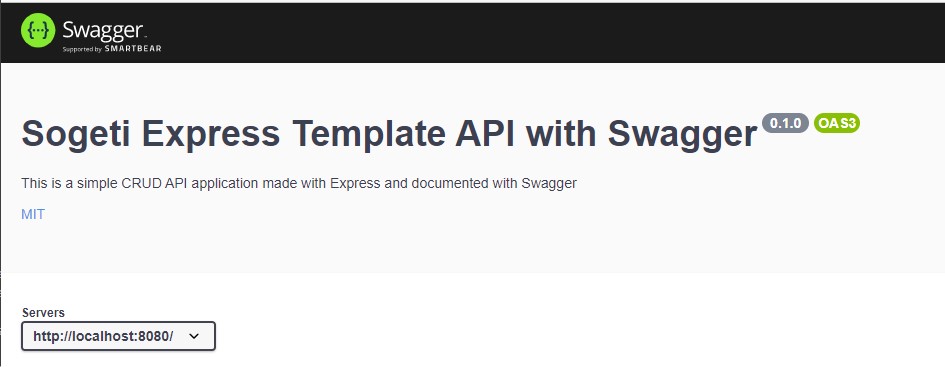 {...} Swagger
Supported by SMARTBEAR
Sogeti Express Template API with Swagger 0.1.0 OAS3
This is a simple CRUD API application made with Express and documented with Swagger
MIT
Servers
http://localhost:8080/